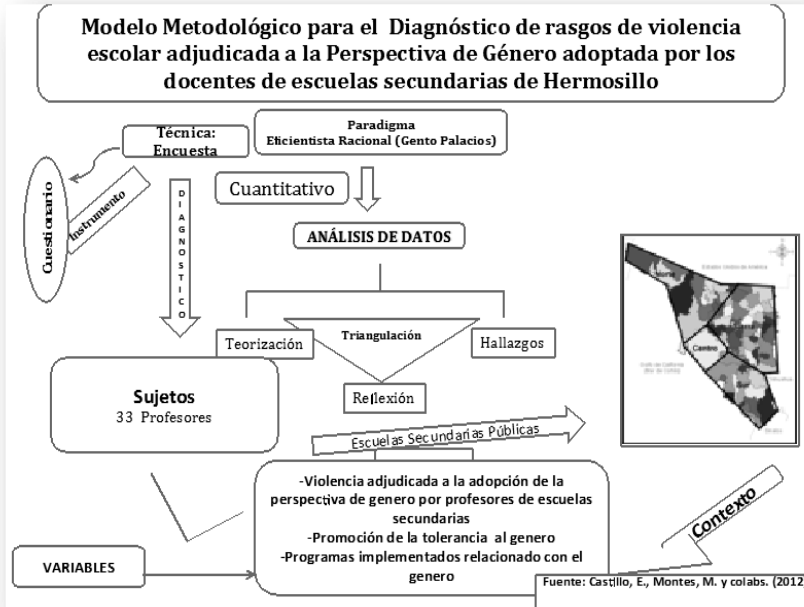 Modelo Metodológico para el Diagnóstico de rasgos de violencia
escolar adjudicada a la Perspectiva de Género adoptada por los
docentes de escuelas secundarias de Hermosillo
Técnica:
Encuesta
Paradigma
Eficientista Racional (Gento Palacios)
Cuestionario
Instrumento
DIAGNOSTICO
Cuantitativo
ANÁLISIS DE DATOS
Teorización
Triangulación
Hallazgos
Reflexión
Sujetos
33 Profesores
Escuelas Secundarias Públicas
Centro
-Violencia adjudicada a la adopción de la
perspectiva de genero por profesores de escuelas
secundarias
-Promoción de la tolerancia al genero
-Programas implementados relacionado con el
genero
Contexto
VARIABLES
Fuente: Castillo, E., Montes, M. y colabs. (2012